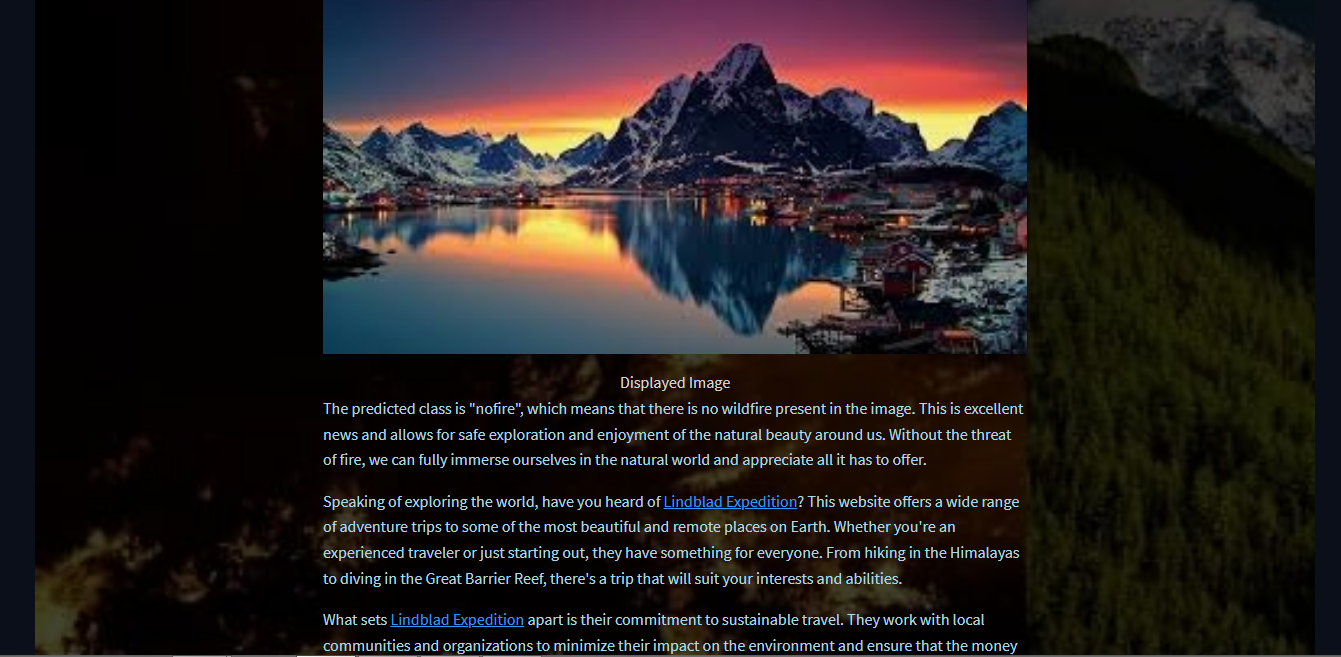 Displayed Image
The predicted class is "nofire", which means that there is no wildfire present in the image. This is excellent
news and allows for safe exploration and enjoyment of the natural beauty around us. Without the threat
of fire, we can fully immerse ourselves in the natural world and appreciate all it has to offer.
Speaking of exploring the world, have you heard of Lindblad Expedition? This website offers a wide range
of adventure trips to some of the most beautiful and remote places on Earth. Whether you're an
experienced traveler or just starting out, they have something for everyone. From hiking in the Himalayas
to diving in the Great Barrier Reef, there's a trip that will suit your interests and abilities.
What sets Lindblad Expedition apart is their commitment to sustainable travel. They work with local
communities and organizations to minimize their impact on the environment and ensure that the money